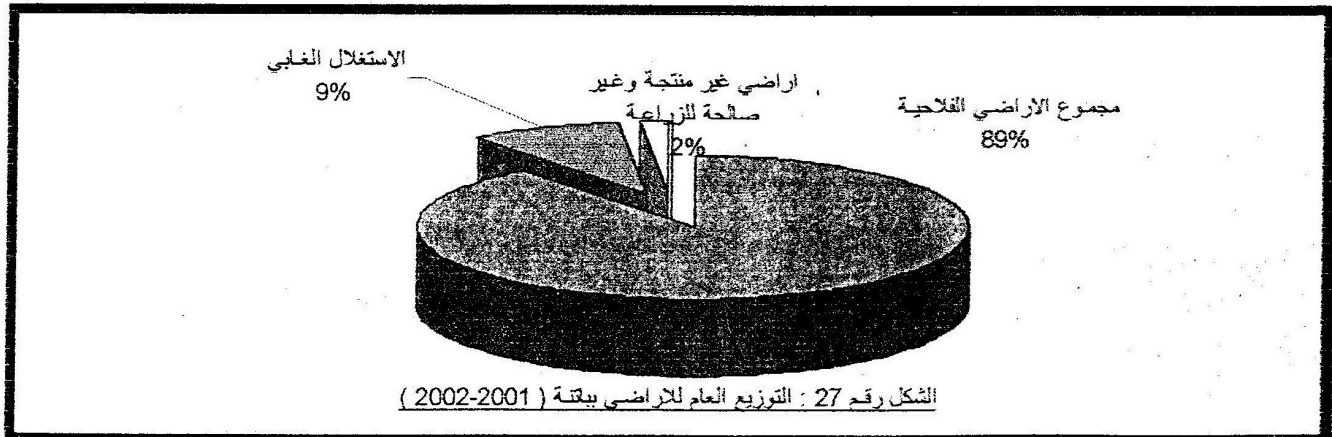 الاستغلال الغابي
9%
اراضي غير منتجة وغير
صالحة للزراعة
2%
مجموع الاراضي الفلاحية
89%
الشكل رقم 27 : التوزيع العام للاراضي بباتنة ( 2001-2002 )